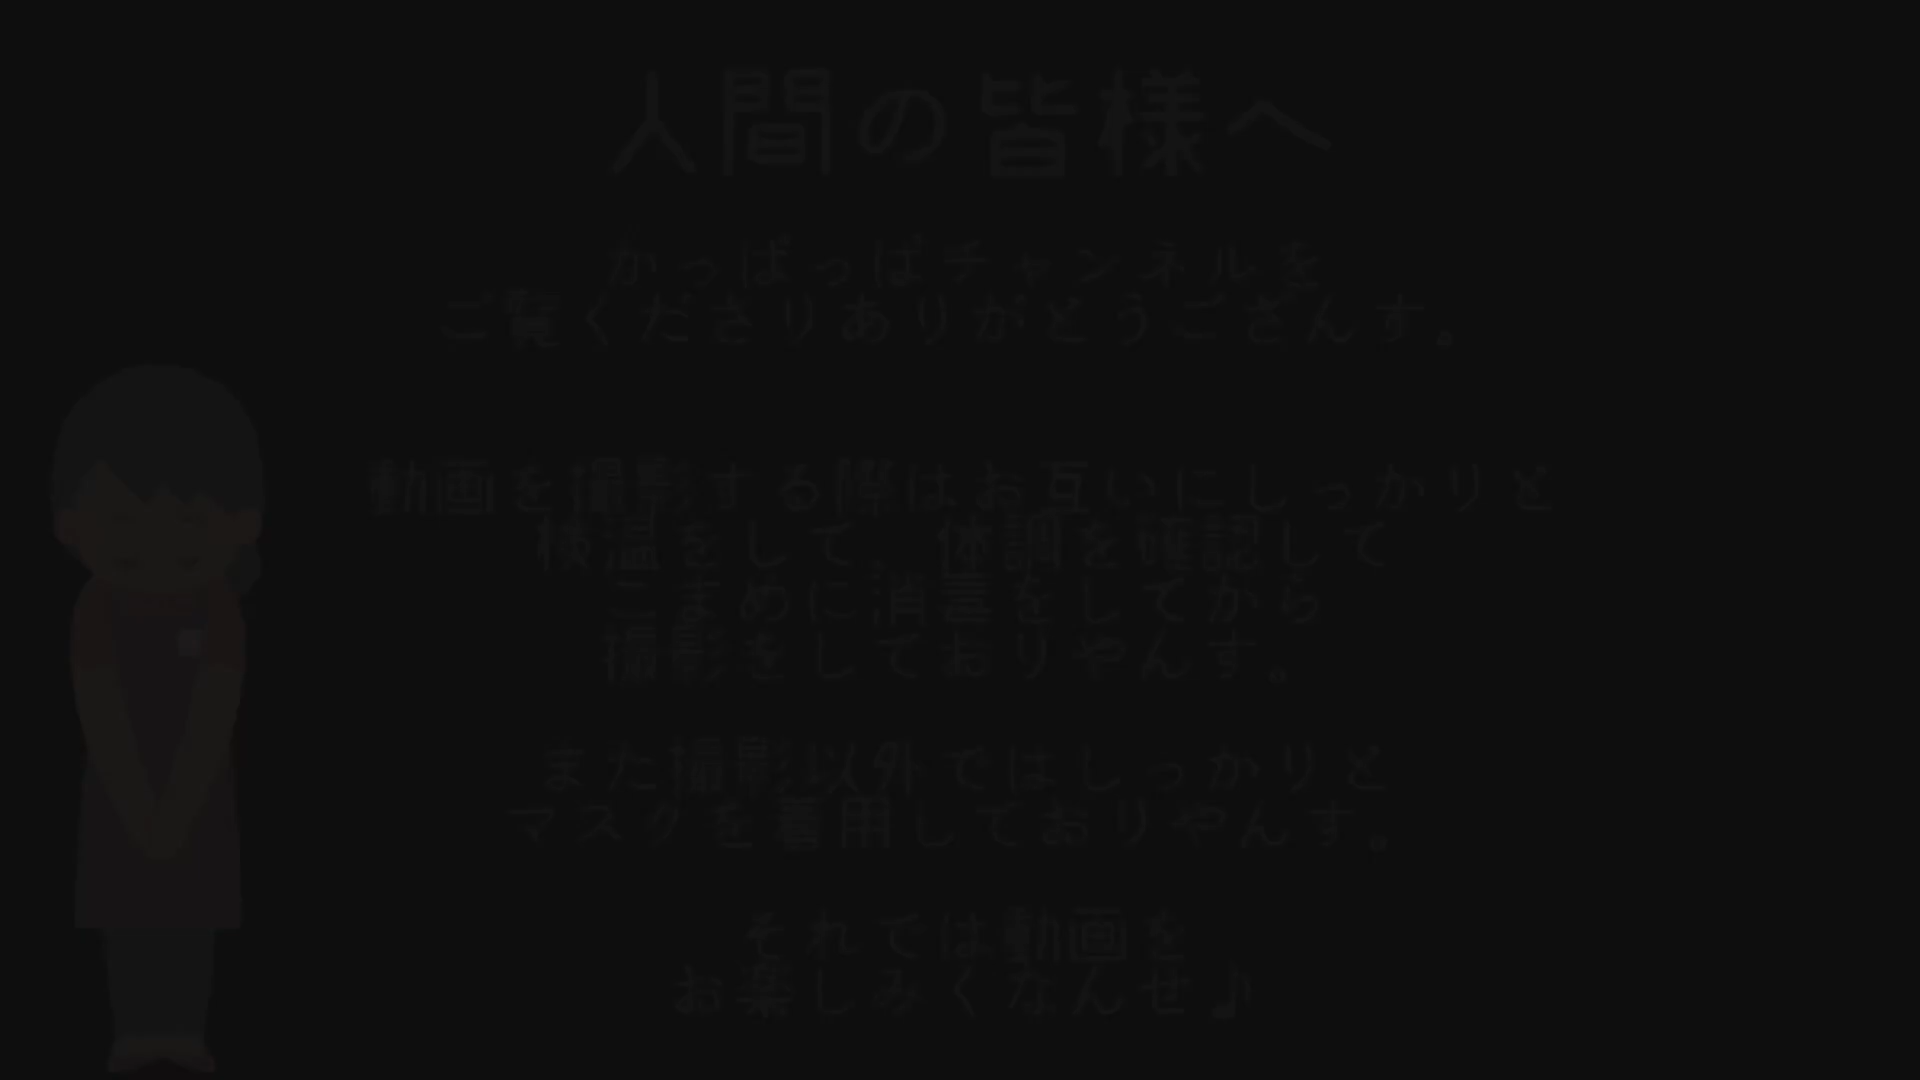 人間の皆様へ
かっぱっぱチャンネルを
ご覧くださりありがとうござんす。
動画を撮影する際はお互いにしっかりと
検温をして、体調を確認して
こまめに消毒をしてから
撮影をしておりやんす。
また撮影以外ではしっかりと
マスクを着用しておりやんす。
それでは動画を
お楽しみくなんせ♪